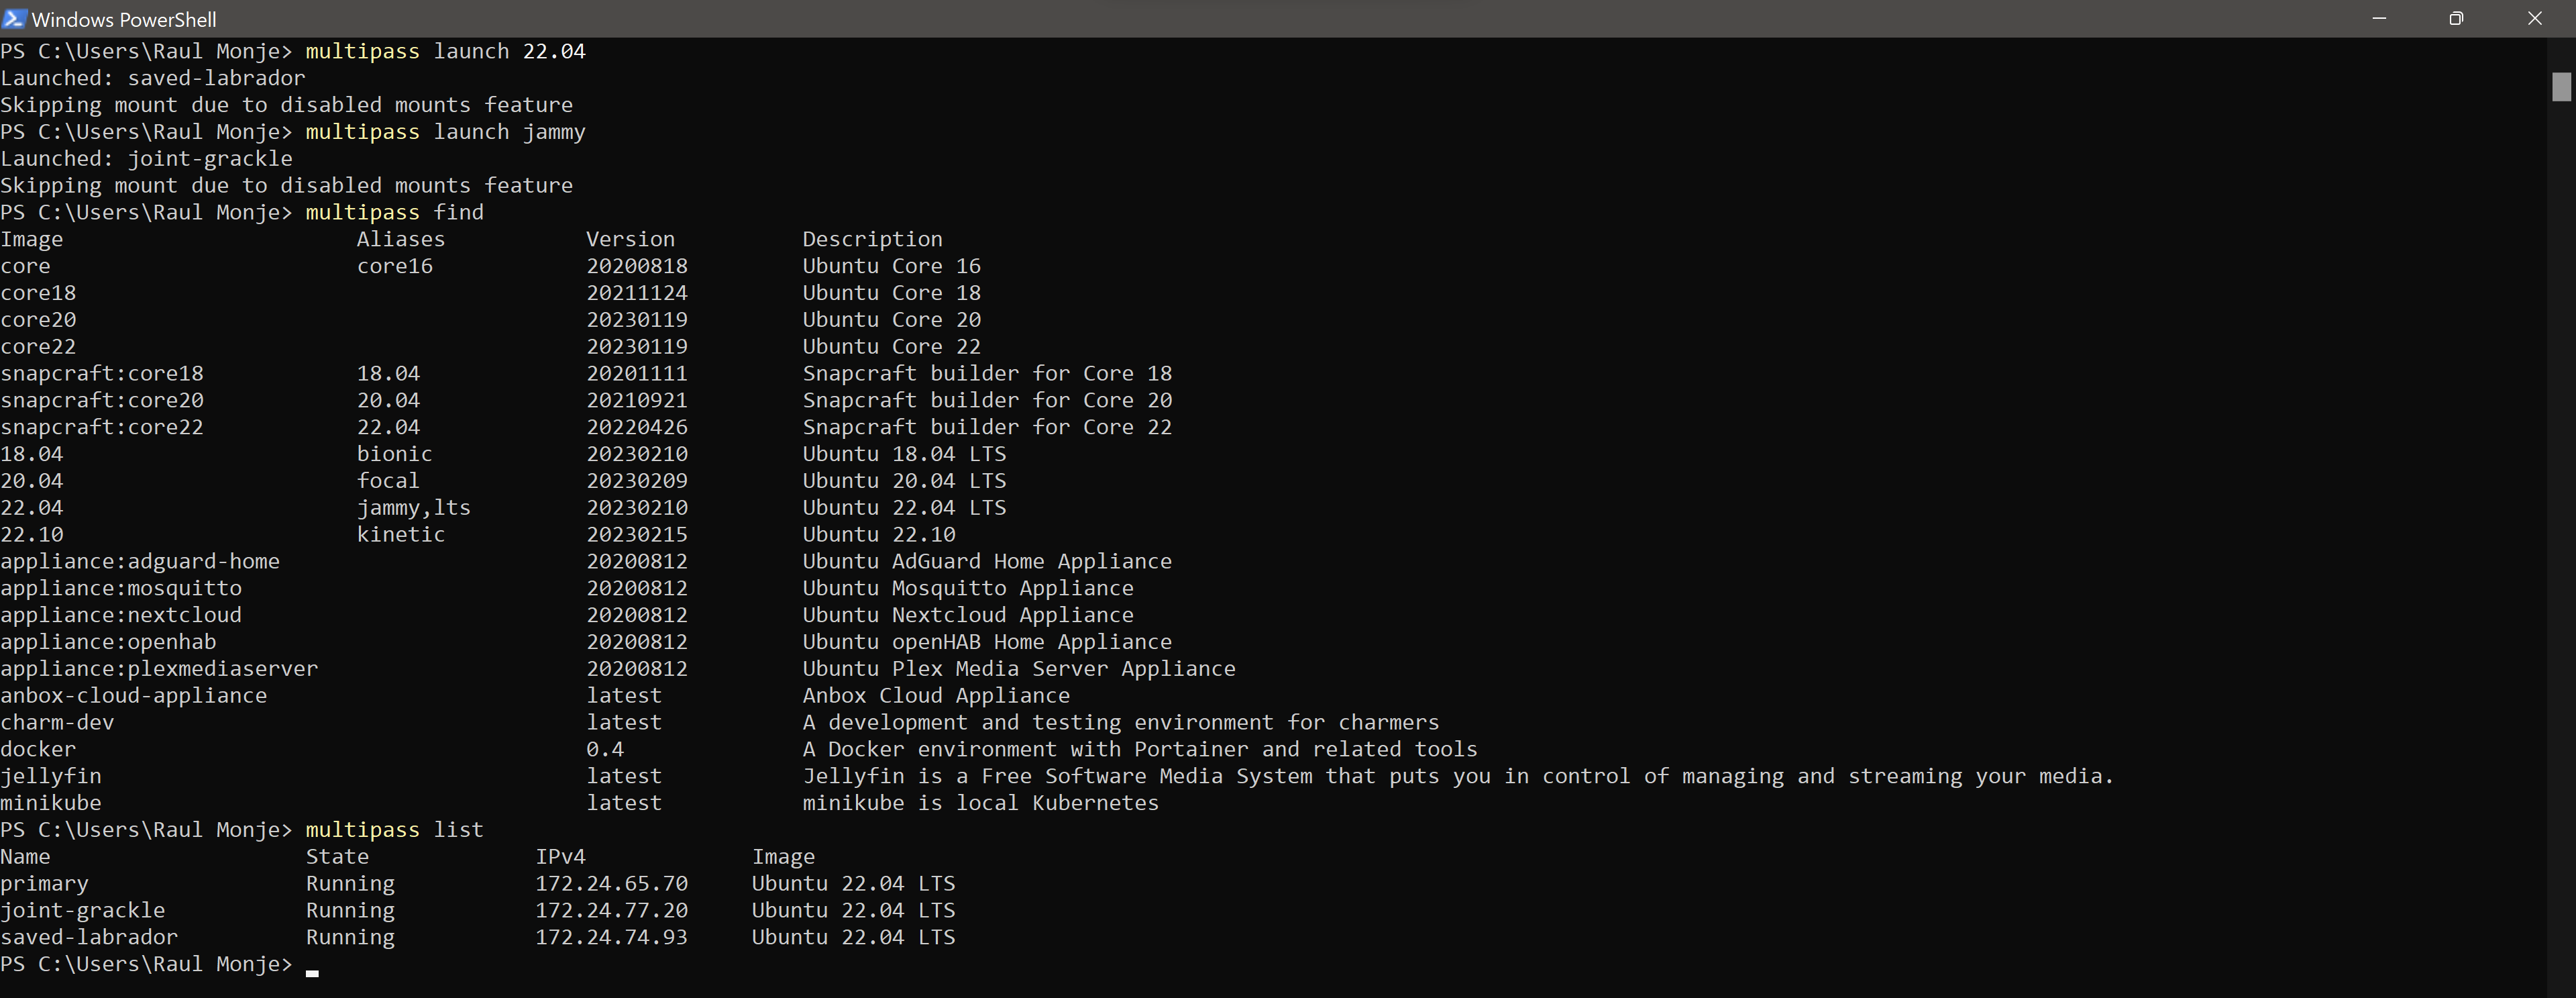 Windows PowerShell
PS C:\Users\Raul Monje> multipass launch 22.04
Launched: saved-labrador
Skipping mount due to disabled mounts feature
PS C:\Users\Raul Monje> multipass launch jammy
Launched: joint-grackle
Skipping mount due to disabled mounts feature
PS C:\Users\Raul Monje> multipass find
Image Aliases Version Description
core core16 20200818 Ubuntu Core 16
core18 20211124 Ubuntu Core 18
core20 20230119 Ubuntu Core 20
core22 20230119 Ubuntu Core 22
snapcraft:core18 18.04 20201111 Snapcraft builder for Core 18
snapcraft:core20 20.04 20210921 Snapcraft builder for Core 20
snapcraft:core22 22.04 20220426 Snapcraft builder for Core 22
18.04 bionic 20230210 Ubuntu 18.04 LTS
20.04 focal 20230209 Ubuntu 20.04 LTS
22.04 jammy,lts 20230210 Ubuntu 22.04 LTS
22.10 kinetic 20230215 Ubuntu 22.10
appliance:adguard-home 20200812 Ubuntu AdGuard Home Appliance
appliance:mosquitto 20200812 Ubuntu Mosquitto Appliance
appliance:nextcloud 20200812 Ubuntu Nextcloud Appliance
appliance:openhab 20200812 Ubuntu openHAB Home Appliance
appliance:plexmediaserver 20200812 Ubuntu Plex Media Server Appliance
anbox-cloud-appliance latest Anbox Cloud Appliance
charm-dev latest A development and testing environment for charmers
docker 0.4 A Docker environment with Portainer and related tools
jellyfin latest Jellyfin is a Free Software Media System that puts you in control of managing and streaming your media.
minikube latest minikube is local Kubernetes
PS C:\Users\Raul Monje> multipass list
Name State IPv4 Image
primary Running 172.24.65.70 Ubuntu 22.04 LTS
joint-grackle Running 172.24.77.20 Ubuntu 22.04 LTS
saved-labrador Running 172.24.74.93 Ubuntu 22.04 LTS
PS C:\Users\Raul Monje>